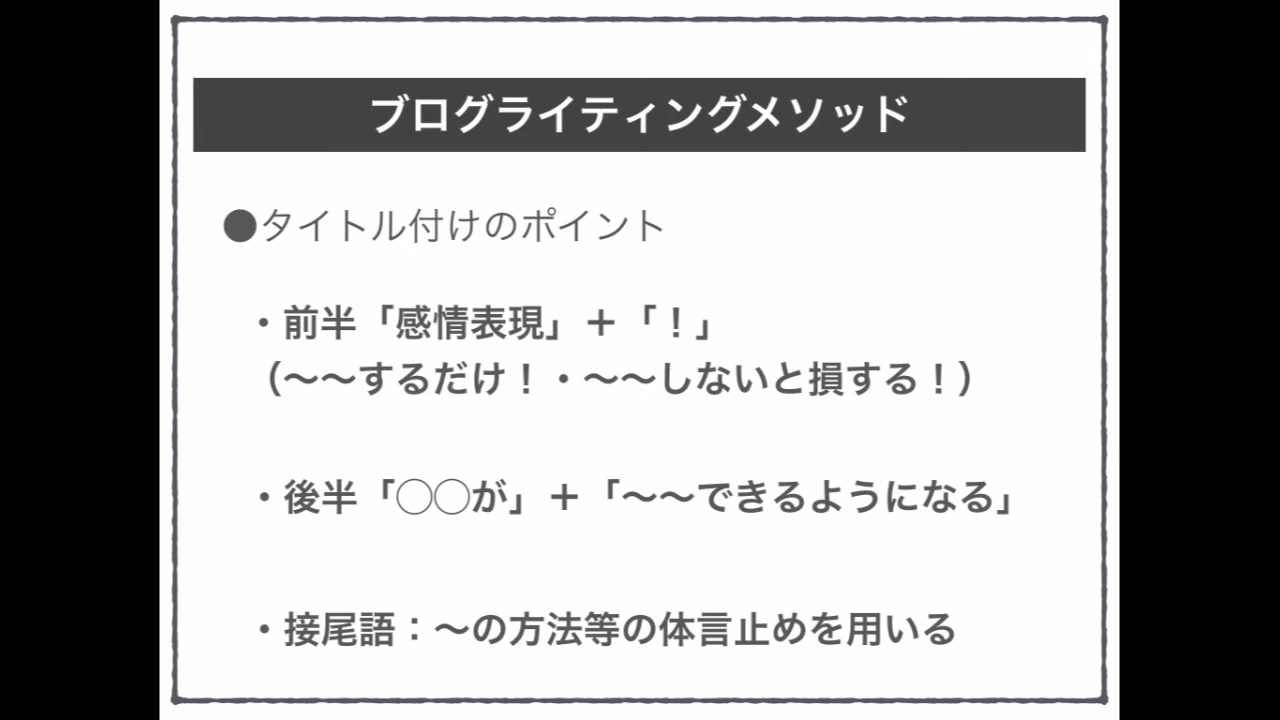 ブログライティングメソッド
●タイトル付けのポイント
・前半「感情表現」＋「！」
（〜〜するだけ！・〜〜しないと損する！）
・後半「◯◯が」＋「〜〜できるようになる」
・接尾語：〜の方法等の体言止めを用いる